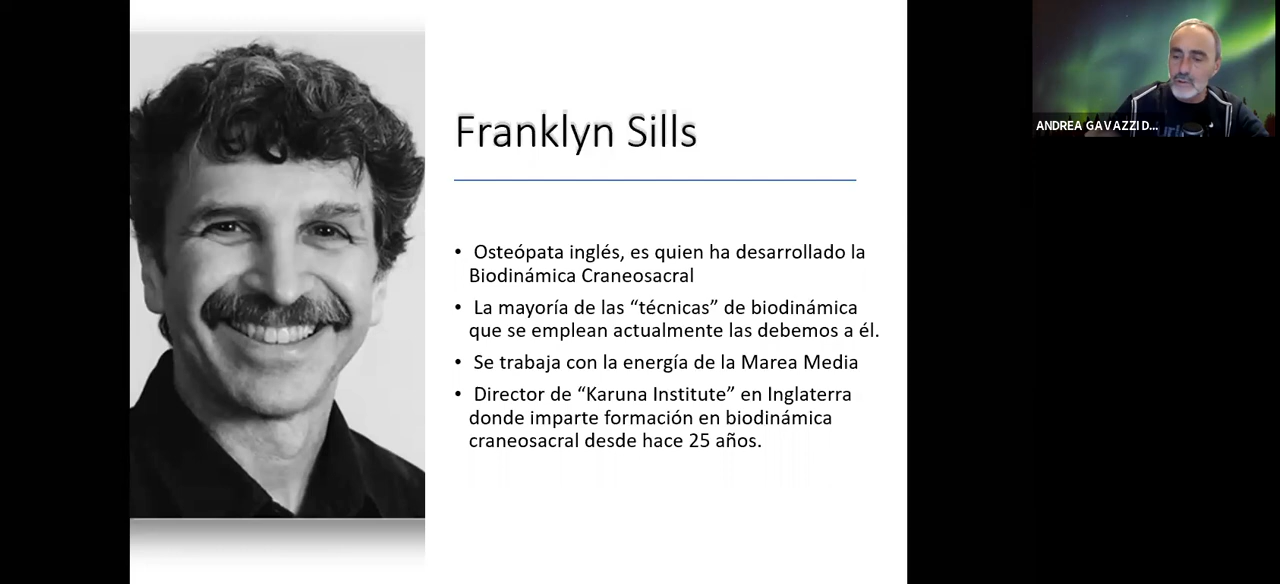 Franklyn Sills
• Osteópata inglés, es quien ha desarrollado la
Biodinámica Craneosacral
• La mayoría de las “técnicas” de biodinámica
que se emplean actualmente las debemos a él.
• Se trabaja con la energía de la Marea Media
• Director de “Karuna Institute” en Inglaterra
donde imparte formación en biodinámica
craneosacral desde hace 25 años.
ANDREA GAVAZZI D...